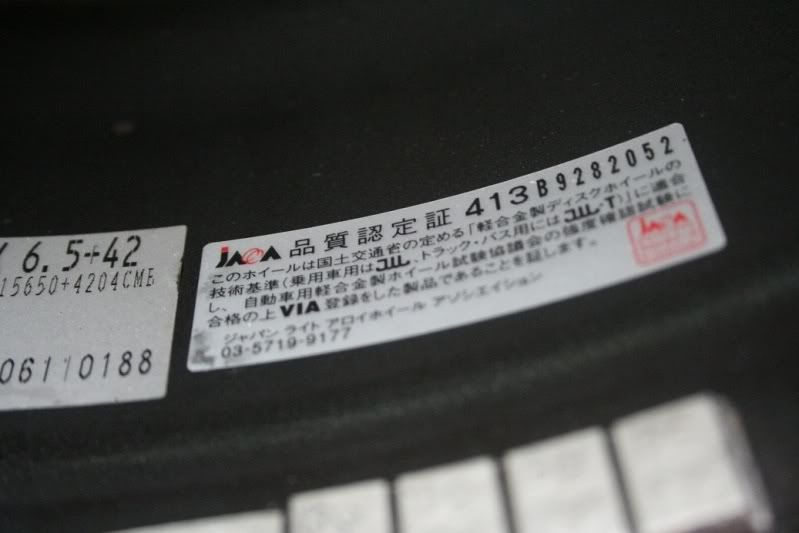 6.5+42
15650+4204CME
06110188
JAWA 品質認定証 413B9282052
このホイールは国土交通省の定める「軽合金製ディスクホイールの
技術基準（乗用車用はJWL、トラック・バス用にはJWL-T）」に適合
し、自動車用軽合金製ホイール試験協議会の強度確認試験に
合格の上VIA登録をした製品であることを証します。
ジャパン ライト アロイホイール アソシエイション
03-5719-9177
JAWA